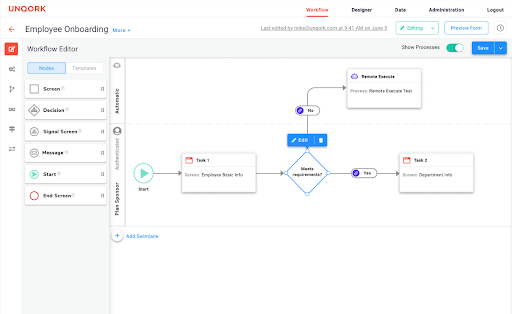 UNQORK
Workflow
Designer
Data
Administration
Logout
Employee Onboarding
More +
Last edited by mike@unqork.com at 9:41 AM on June 5
Editing
Preview Form
Workflow Editor
Show Processes
Save
Nodes
Templates
Screen
Decision
Signal Screen
Message
Start
End Screen
Automatic
Authenticated
Plan Sponsor
Remote Execute
Process: Remote Execute Test
No
Edit
Start
Task 1
Screen: Employee Basic Info
Meets
requirements?
Yes
Task 2
Screen: Department Info
Add Swimlane